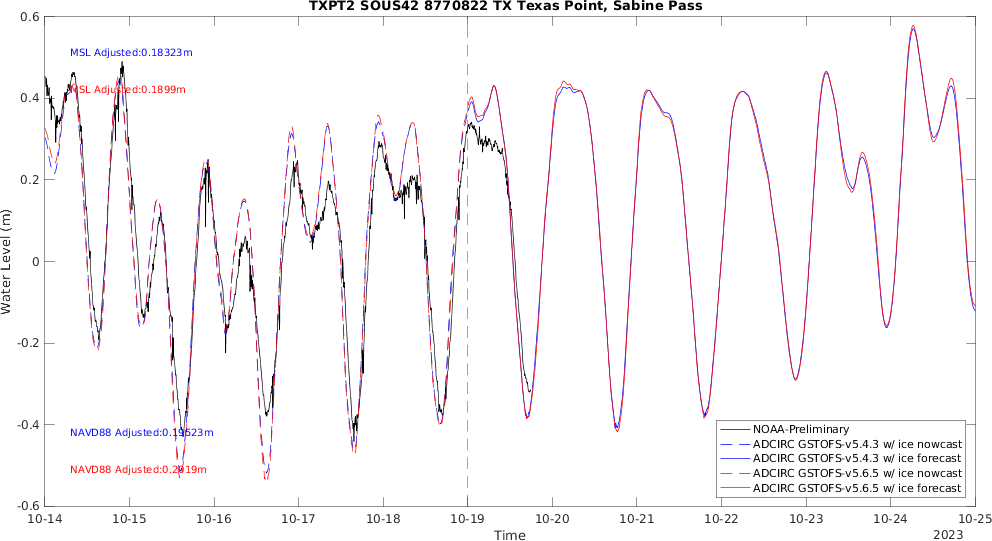 TXPT2 SOUS42 8770822 TX Texas Point, Sabine Pass
0.6
0.4
0.2
0
-0.2
-0.4
-0.6
Water Level (m)
MSL Adjusted:0.18323m
MSL Adjusted:0.1899m
NAVD88 Adjusted:0.19523m
NAVD88 Adjusted:0.2019m
NOAA-Preliminary
ADCIRC GSTOFS-v5.4.3 w/ ice nowcast
ADCIRC GSTOFS-v5.4.3 w/ ice forecast
ADCIRC GSTOFS-v5.6.5 w/ ice nowcast
ADCIRC GSTOFS-v5.6.5 w/ ice forecast
10-14 10-15 10-16 10-17 10-18 10-19 10-20 10-21 10-22 10-23 10-24 10-25
Time
2023